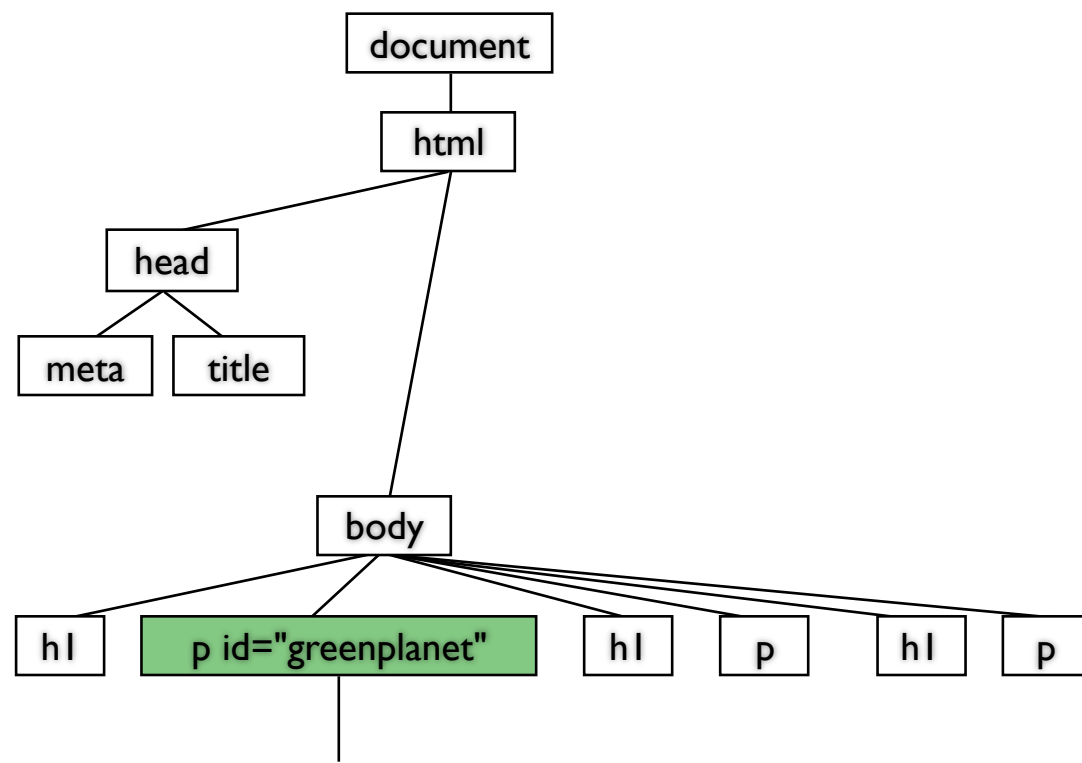 document
html
head
meta title
body
h1 p id="greenplanet" h1 p h1 p